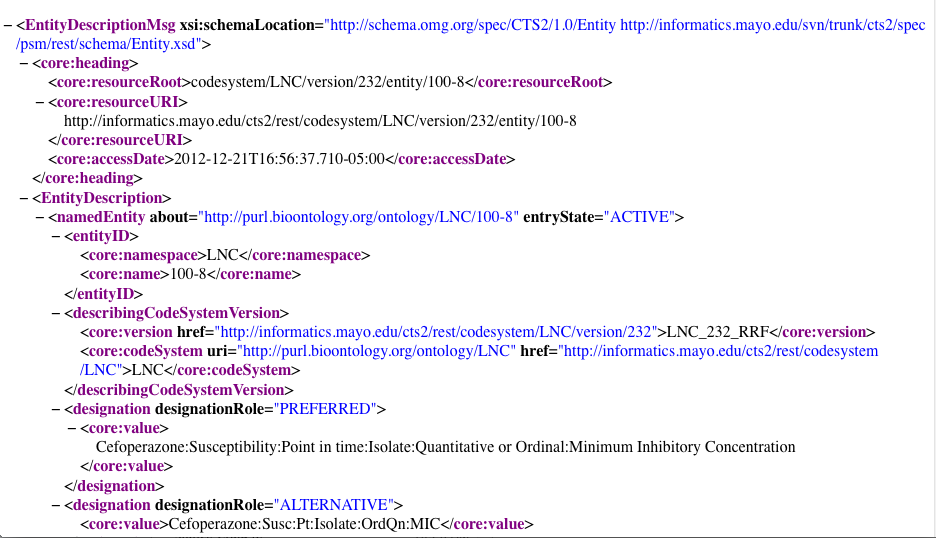 − <EntityDescriptionMsg xsi:schemaLocation="http://schema.omg.org/spec/CTS2/1.0/Entity http://informatics.mayo.edu/svn/trunk/cts2/spec
/psm/rest/schema/Entity.xsd">
− <core:heading>
<core:resourceRoot>codesystem/LNC/version/232/entity/100-8</core:resourceRoot>
− <core:resourceURI>
http://informatics.mayo.edu/cts2/rest/codesystem/LNC/version/232/entity/100-8
</core:resourceURI>
<core:accessDate>2012-12-21T16:56:37.710-05:00</core:accessDate>
</core:heading>
− <EntityDescription>
− <namedEntity about="http://purl.bioontology.org/ontology/LNC/100-8" entryState="ACTIVE">
− <entityID>
<core:namespace>LNC</core:namespace>
<core:name>100-8</core:name>
</entityID>
− <describingCodeSystemVersion>
<core:version href="http://informatics.mayo.edu/cts2/rest/codesystem/LNC/version/232">LNC_232_RRF</core:version>
<core:codeSystem uri="http://purl.bioontology.org/ontology/LNC" href="http://informatics.mayo.edu/cts2/rest/codesystem
/LNC">LNC</core:codeSystem>
</describingCodeSystemVersion>
− <designation designationRole="PREFERRED">
− <core:value>
Cefoperazone:Susceptibility:Point in time:Isolate:Quantitative or Ordinal:Minimum Inhibitory Concentration
</core:value>
</designation>
− <designation designationRole="ALTERNATIVE">
<core:value>Cefoperazone:Susc:Pt:Isolate:OrdQn:MIC</core:value>